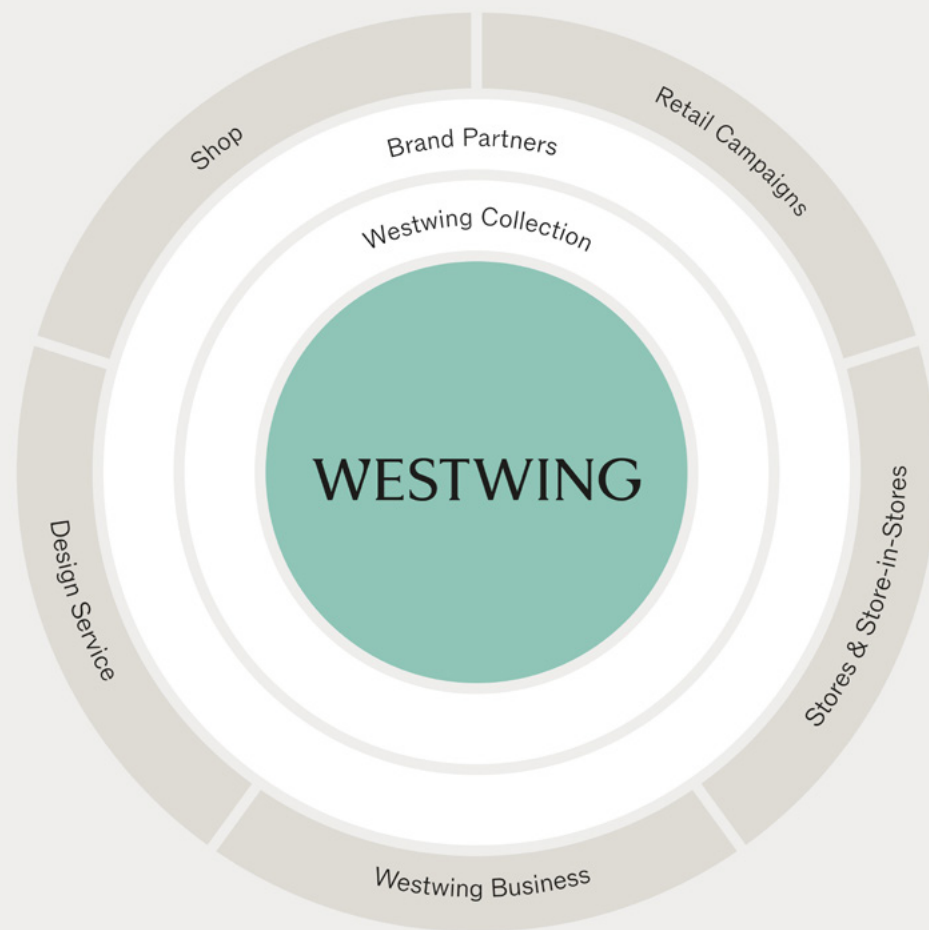 Shop
Retail Campaigns
Brand Partners
Westwing Collection
WESTWING
Stores & Store-in-Stores
Design Service
Westwing Business